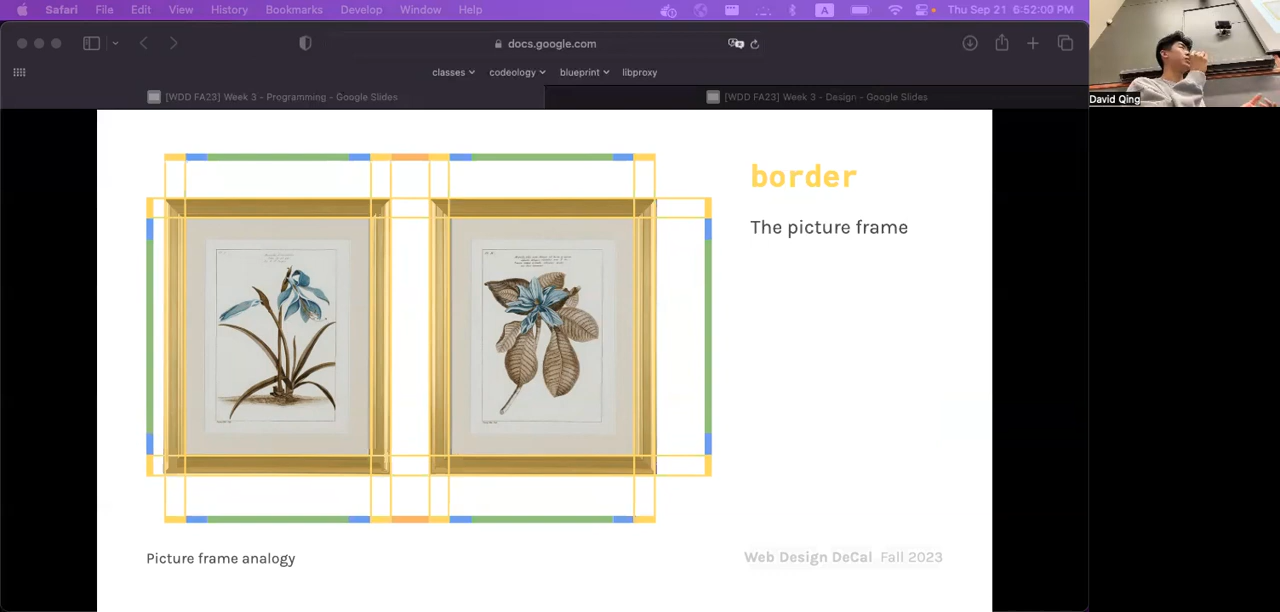 Safari File Edit View History Bookmarks Develop Window Help A Thu Sep 21 6:52:00 PM
docs.google.com
classes codeology blueprint libproxy
[WDD FA23] Week 3 - Programming - Google Slides [WDD FA23] Week 3 - Design - Google Slides
David Qing
border
The picture frame
Picture frame analogy
Web Design DeCal Fall 2023